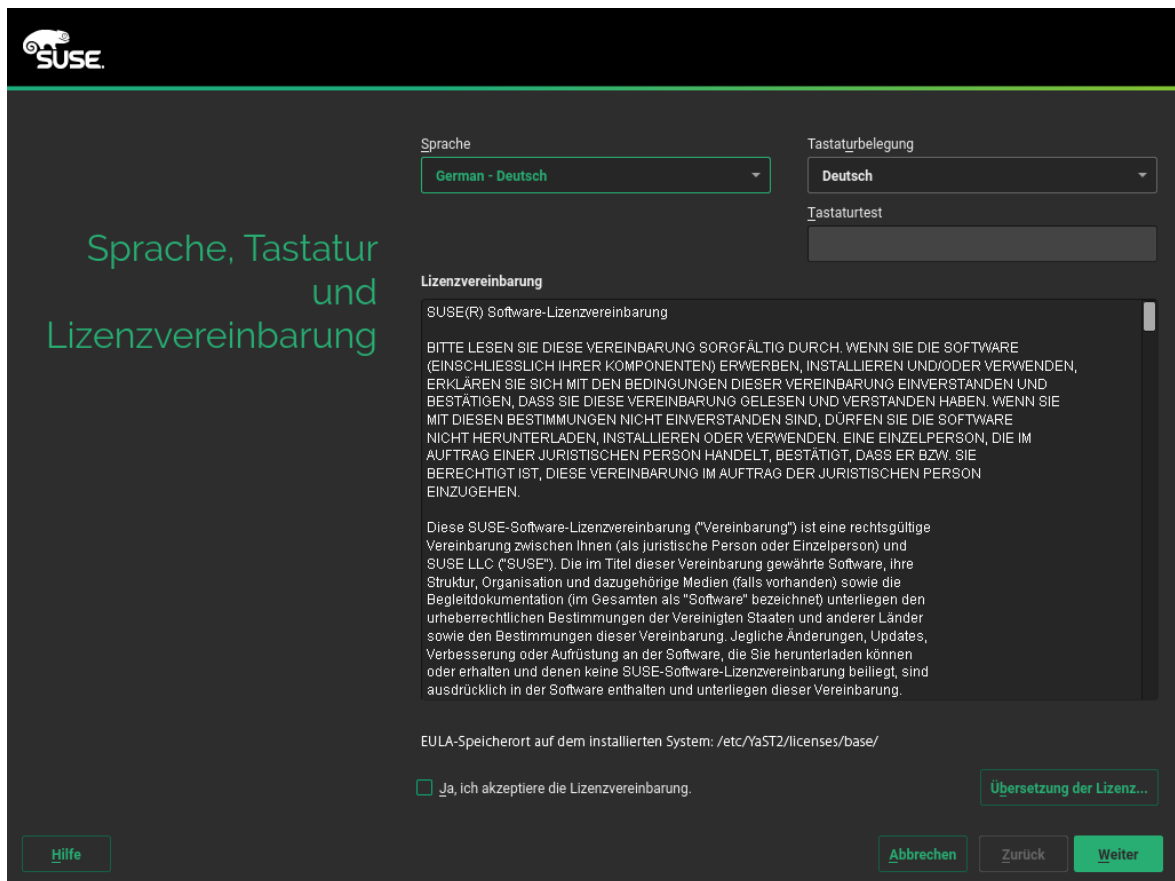 SUSE.
Sprache
Tastaturbelegung
German - Deutsch
Deutsch
Tastaturtest
Sprache, Tastatur
und
Lizenzvereinbarung
Lizenzvereinbarung
SUSE(R) Software-Lizenzvereinbarung
BITTE LESEN SIE DIESE VEREINBARUNG SORGFÄLTIG DURCH. WENN SIE DIE SOFTWARE
(EINSCHLIESSLICH IHRER KOMPONENTEN) ERWERBEN, INSTALLIEREN UND/ODER VERWENDEN,
ERKLÄREN SIE SICH MIT DEN BEDINGUNGEN DIESER VEREINBARUNG EINVERSTANDEN UND
BESTÄTIGEN, DASS SIE DIESE VEREINBARUNG GELESEN UND VERSTANDEN HABEN. WENN SIE
MIT DIESEN BESTIMMUNGEN NICHT EINVERSTANDEN SIND, DÜRFEN SIE DIE SOFTWARE
NICHT HERUNTERLADEN, INSTALLIEREN ODER VERWENDEN. EINE EINZELPERSON, DIE IM
AUFTRAG EINER JURISTISCHEN PERSON HANDELT, BESTÄTIGT, DASS ER BZW. SIE
BERECHTIGT IST, DIESE VEREINBARUNG IM AUFTRAG DER JURISTISCHEN PERSON
EINZUGEHEN.
Diese SUSE-Software-Lizenzvereinbarung ("Vereinbarung") ist eine rechtsgültige
Vereinbarung zwischen Ihnen (als juristische Person oder Einzelperson) und
SUSE LLC ("SUSE"). Die im Titel dieser Vereinbarung gewährte Software, ihre
Struktur, Organisation und dazugehörige Medien (falls vorhanden) sowie die
Begleitdokumentation (im Gesamten als "Software" bezeichnet) unterliegen den
urheberrechtlichen Bestimmungen der Vereinigten Staaten und anderer Länder
sowie den Bestimmungen dieser Vereinbarung. Jegliche Änderungen, Updates,
Verbesserung oder Aufrüstung an der Software, die Sie herunterladen können
oder erhalten und denen keine SUSE-Software-Lizenzvereinbarung beiliegt, sind
ausdrücklich in der Software enthalten und unterliegen dieser Vereinbarung.
EULA-Speicherort auf dem installierten System: /etc/YaST2/licenses/base/
Ja, ich akzeptiere die Lizenzvereinbarung.
Übersetzung der Lizenz...
Hilfe
Abbrechen
Zurück
Weiter